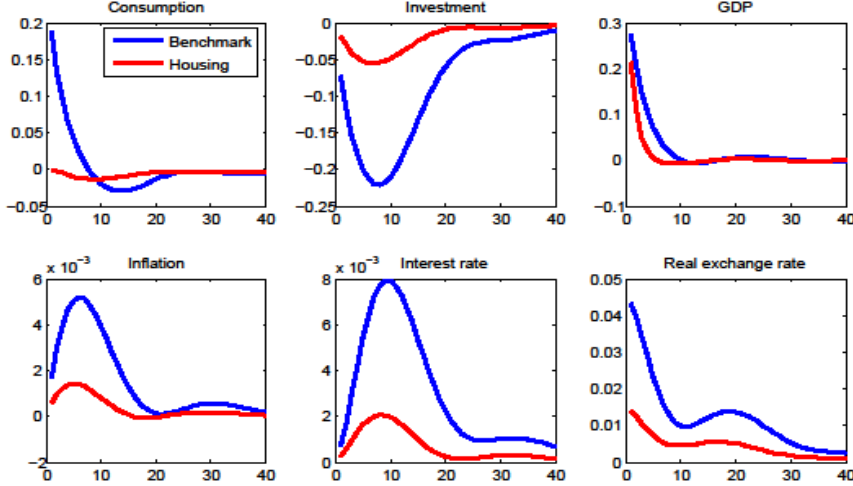 Consumption
0.2
0.15
0.1
0.05
0
−0.05
0 10 20 30 40
Benchmark
Housing
Investment
0
−0.05
−0.1
−0.15
−0.2
−0.25
0 10 20 30 40
GDP
0.3
0.2
0.1
0
−0.1
0 10 20 30 40
Inflation
x 10⁻³
6
4
2
0
−2
0 10 20 30 40
Interest rate
x 10⁻³
8
6
4
2
0
0 10 20 30 40
Real exchange rate
0.05
0.04
0.03
0.02
0.01
0
0 10 20 30 40